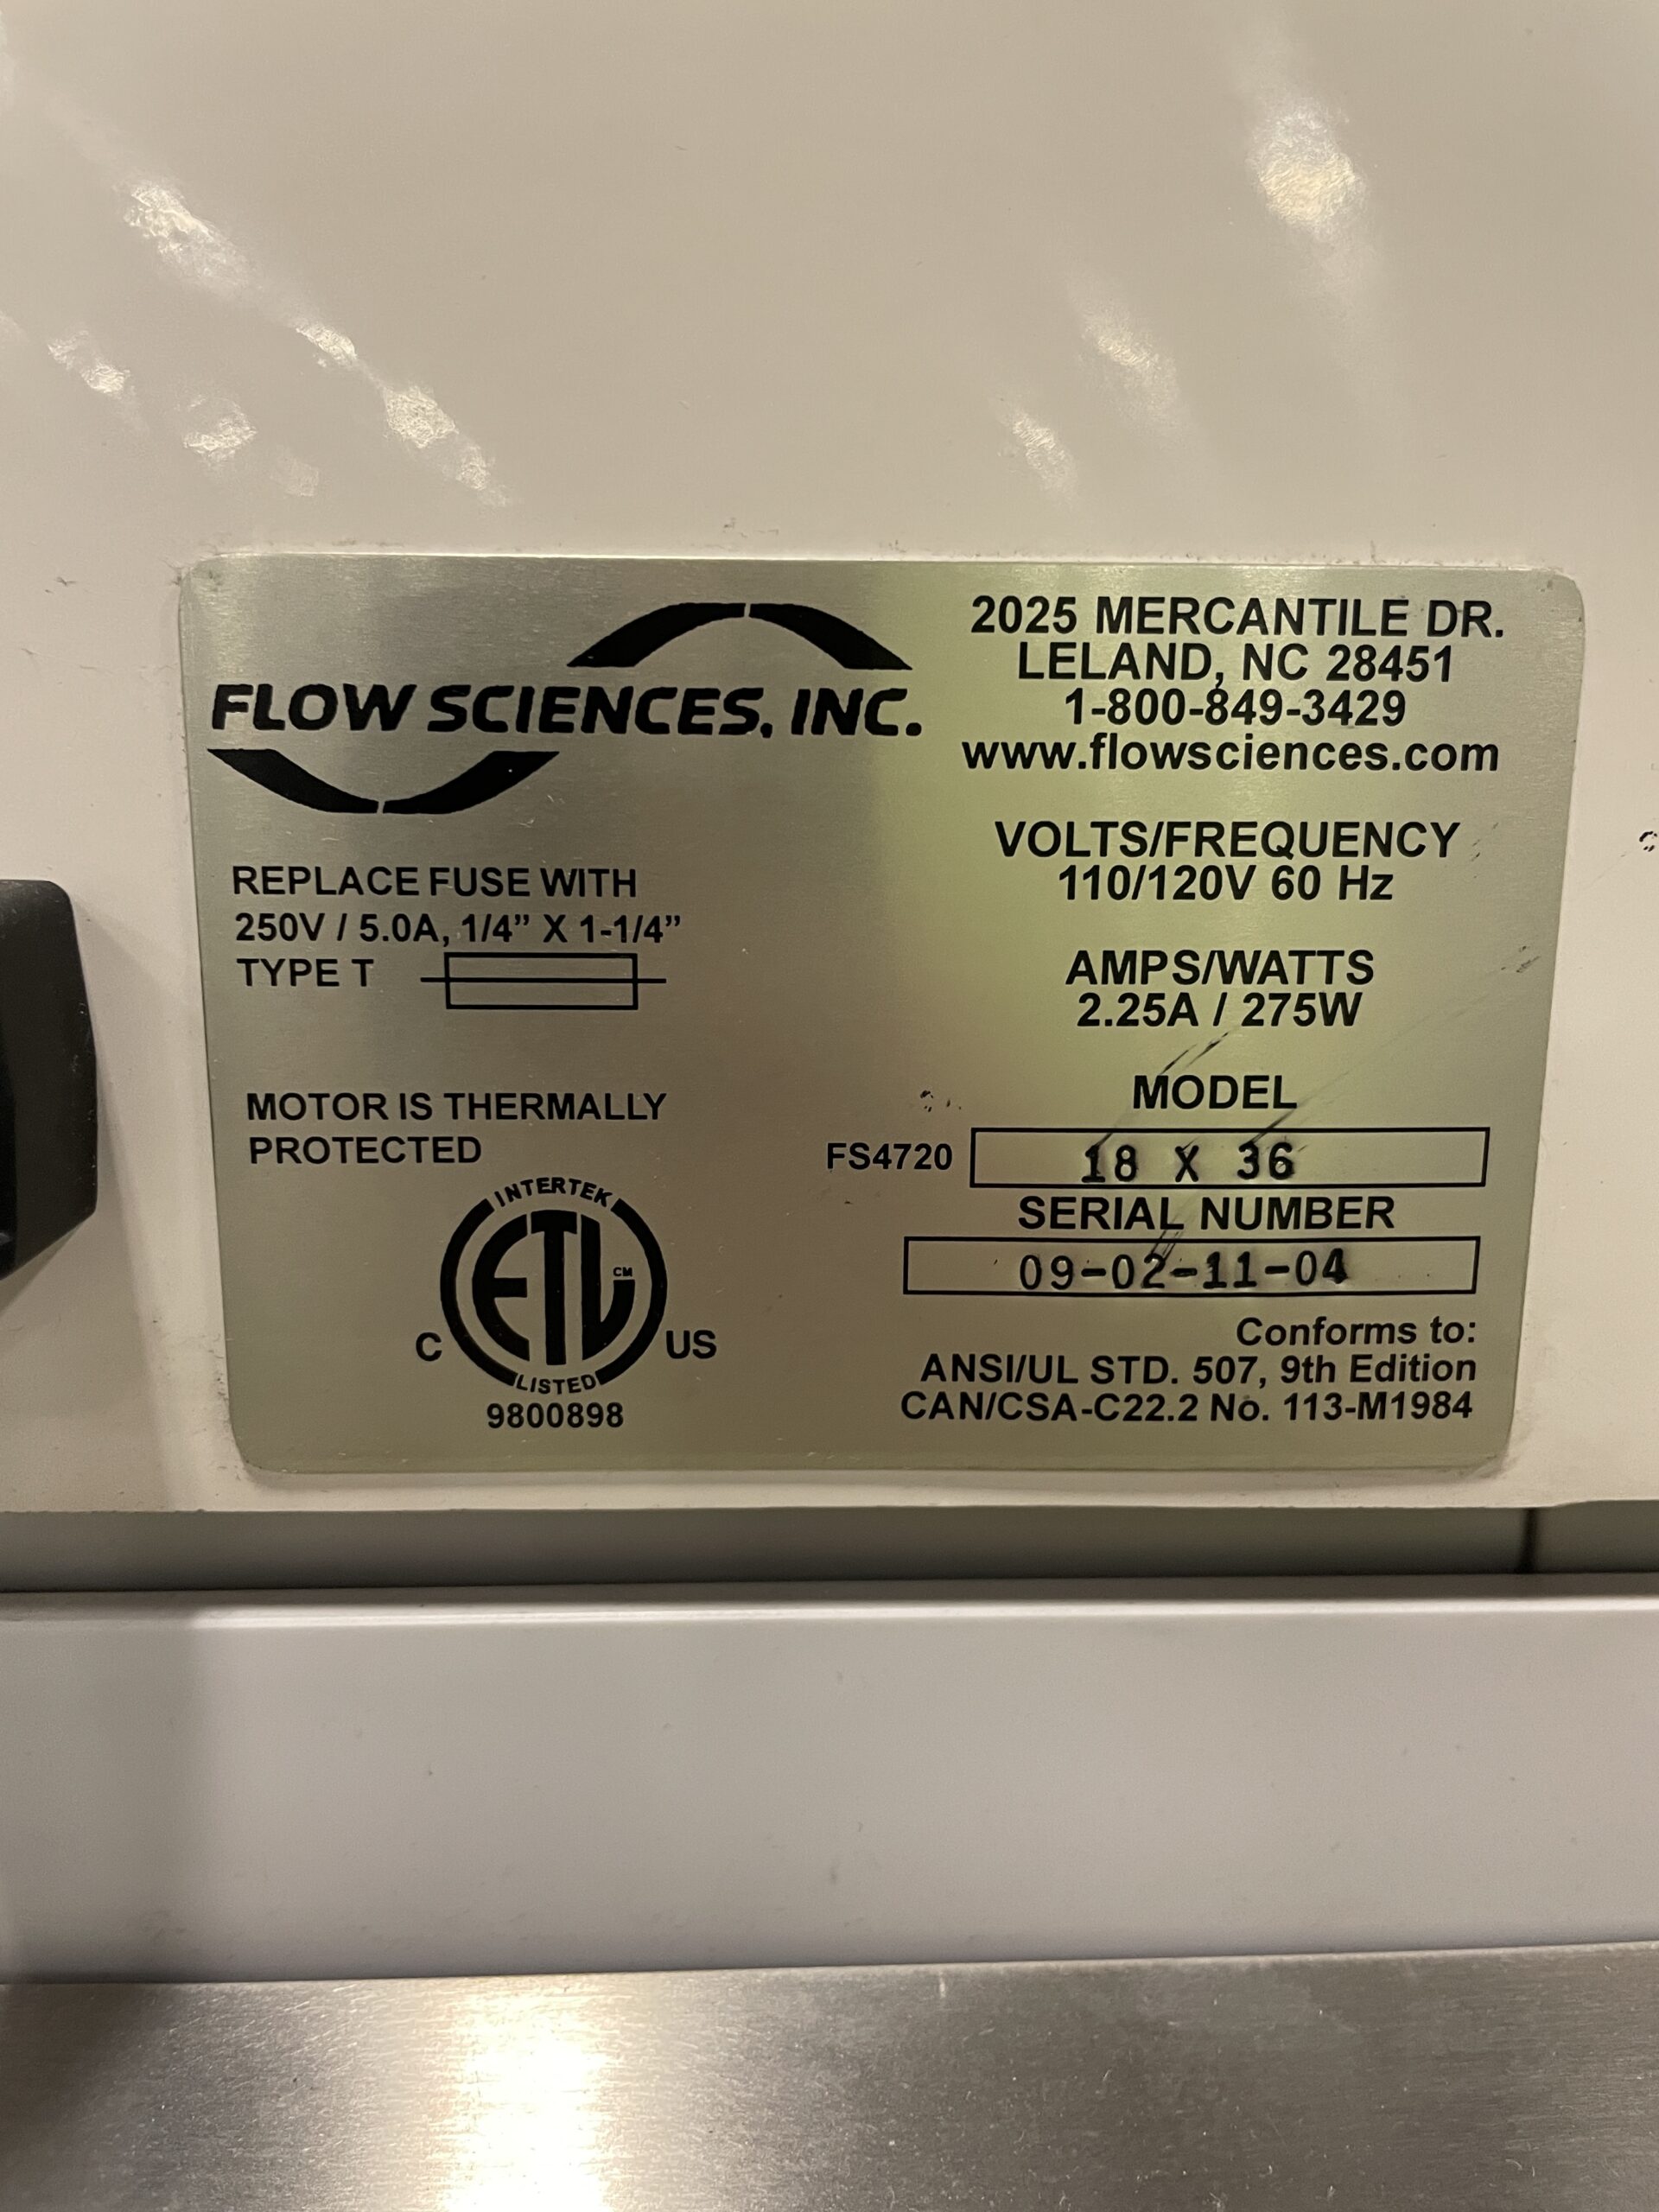 FLOW SCIENCES, INC.
2025 MERCANTILE DR.
LELAND, NC 28451
1-800-849-3429
www.flowsciences.com
REPLACE FUSE WITH
250V / 5.0A, 1/4” X 1-1/4”
TYPE T
VOLTS/FREQUENCY
110/120V 60 Hz
AMPS/WATTS
2.25A / 275W
MOTOR IS THERMALLY
PROTECTED
MODEL
FS4720 18 X 36
SERIAL NUMBER
09-02-11-04
INTERTEK
ETL CM
C US
LISTED
9800898
Conforms to:
ANSI/UL STD. 507, 9th Edition
CAN/CSA-C22.2 No. 113-M1984